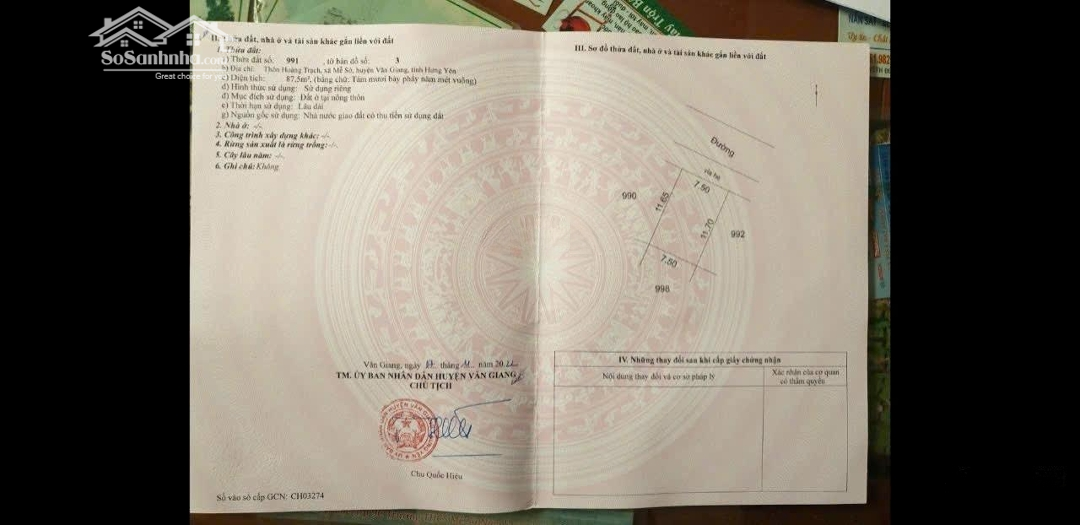 SoSanhnha.com
Great choice for you
II. Thửa đất, nhà ở và tài sản khác gắn liền với đất
1. Thửa đất:
a) Thửa đất số: 991 , tờ bản đồ số: 3
b) Địa chỉ: Thôn Hoàng Trạch, xã Mễ Sở, huyện Văn Giang, tỉnh Hưng Yên
c) Diện tích: 87,5m², (bằng chữ: Tám mươi bảy phảy năm mét vuông)
d) Hình thức sử dụng: Sử dụng riêng
đ) Mục đích sử dụng: Đất ở tại nông thôn
e) Thời hạn sử dụng: Lâu dài
g) Nguồn gốc sử dụng: Nhà nước giao đất có thu tiền sử dụng đất
2. Nhà ở: -/-
3. Công trình xây dựng khác: -/-
4. Rừng sản xuất là rừng trồng: -/-
5. Cây lâu năm: -/-
6. Ghi chú: Không
Văn Giang, ngày tháng năm 20
TM. ỦY BAN NHÂN DÂN HUYỆN VĂN GIANG
CHỦ TỊCH
Chu Quốc Hiệu
Số vào sổ cấp GCN: CH03274
III. Sơ đồ thửa đất, nhà ở và tài sản khác gắn liền với đất
Đường
vỉa hè
7.50
990
11.65
11.70
992
7.50
998
IV. Những thay đổi sau khi cấp giấy chứng nhận
Nội dung thay đổi và cơ sở pháp lý
Xác nhận của cơ quan
có thẩm quyền